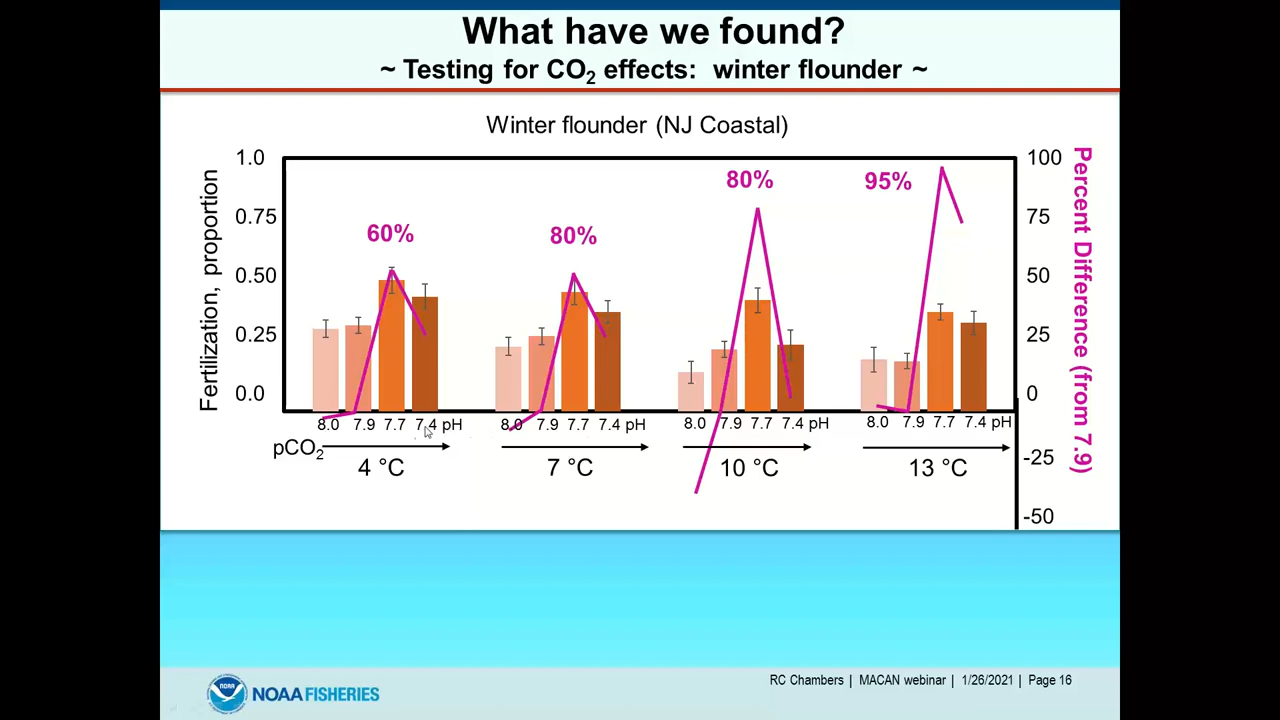 What have we found?
~ Testing for CO₂ effects: winter flounder ~
Winter flounder (NJ Coastal)
Fertilization, proportion
1.0
0.75
0.50
0.25
0.0
60%
80%
80%
95%
100
75
50
25
0
-25
-50
Percent Difference (from 7.9)
8.0 7.9 7.7 7.4 pH
8.0 7.9 7.7 7.4 pH
8.0 7.9 7.7 7.4 pH
8.0 7.9 7.7 7.4 pH
pCO₂
4 °C
7 °C
10 °C
13 °C
NOAA
NOAA FISHERIES
RC Chambers | MACAN webinar | 1/26/2021 | Page 16